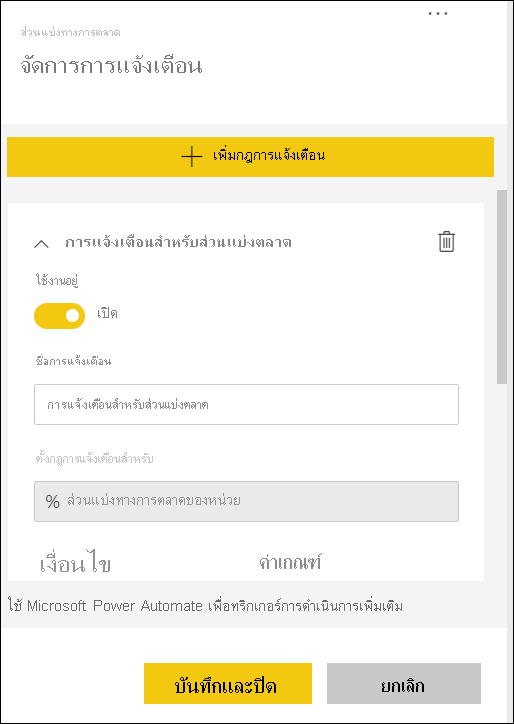 ส่วนแบ่งทางการตลาด
จัดการการแจ้งเตือน
เพิ่มกฎการแจ้งเตือน
การแจ้งเตือนสำหรับส่วนแบ่งตลาด
ใช้งานอยู่
เปิด
ชื่อการแจ้งเตือน
การแจ้งเตือนสำหรับส่วนแบ่งตลาด
ตั้งกฎการแจ้งเตือนสำหรับ
% ส่วนแบ่งทางการตลาดของหน่วย
เงื่อนไข ค่าเกณฑ์
ใช้ Microsoft Power Automate เพื่อทริกเกอร์การดำเนินการเพิ่มเติม
บันทึกและปิด ยกเลิก